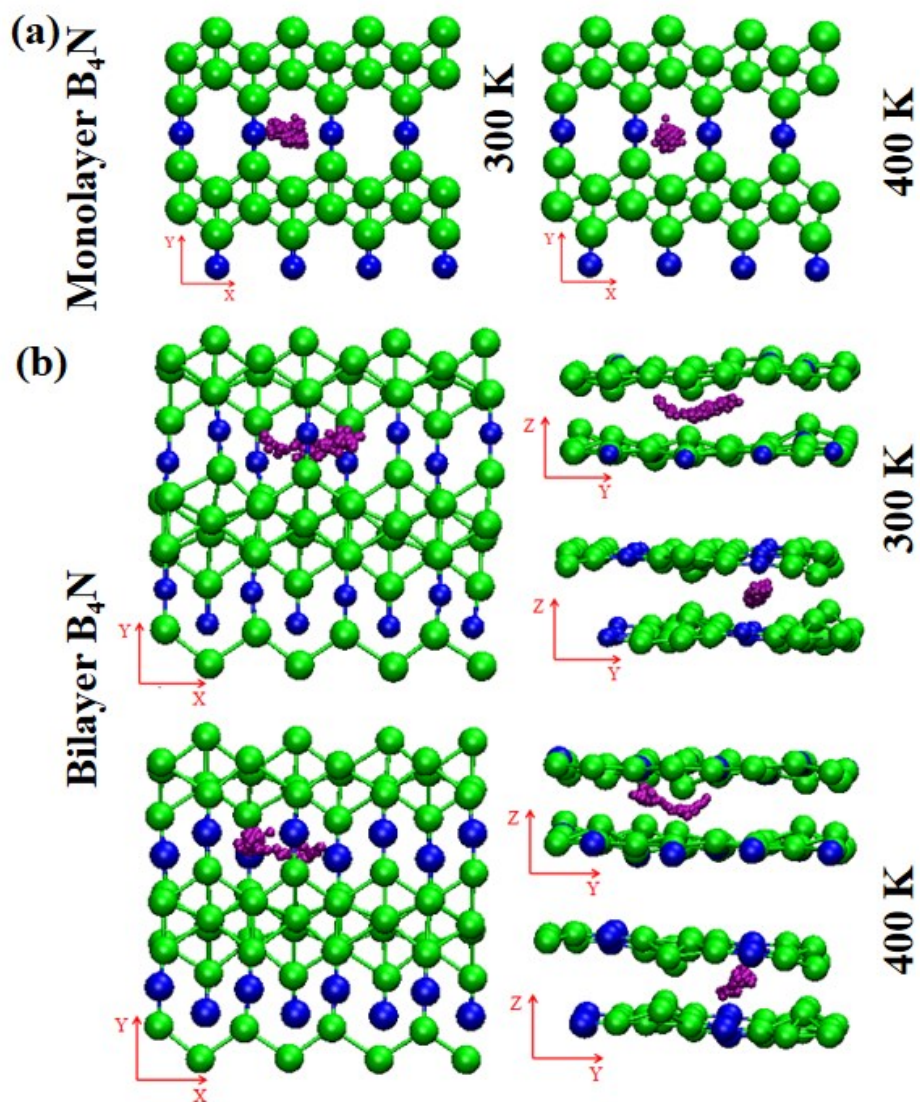 (a)
Monolayer B₄N
300 K
400 K
Y
X
Y
X
(b)
Bilayer B₄N
Y
X
Z
Y
Z
Y
300 K
Y
X
Z
Y
Z
Y
400 K